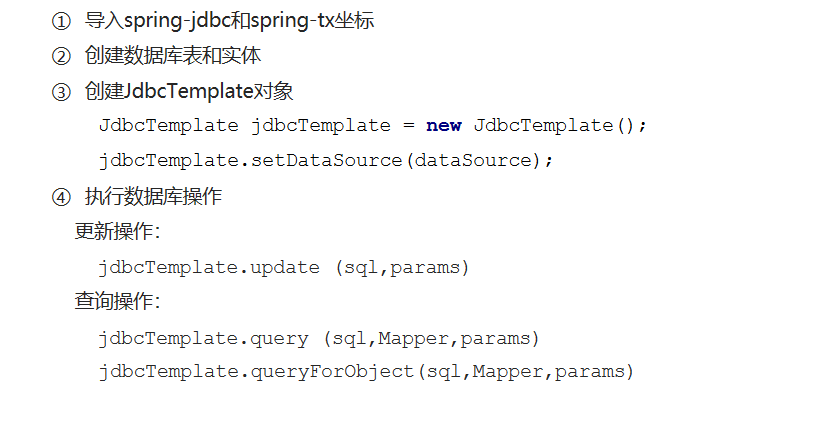 ① 导入spring-jdbc和spring-tx坐标
② 创建数据库表和实体
③ 创建JdbcTemplate对象
JdbcTemplate jdbcTemplate = new JdbcTemplate();
jdbcTemplate.setDataSource(dataSource);
④ 执行数据库操作
更新操作：
jdbcTemplate.update (sql,params)
查询操作：
jdbcTemplate.query (sql,Mapper,params)
jdbcTemplate.queryForObject(sql,Mapper,params)